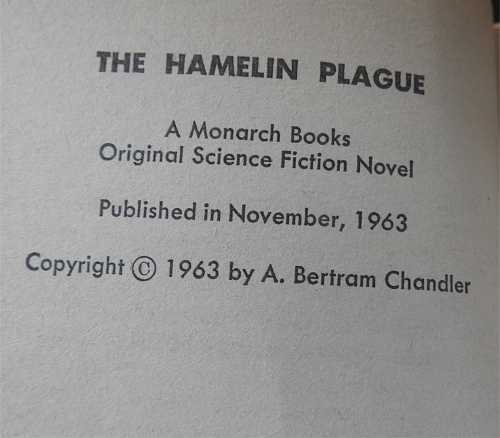 THE HAMELIN PLAGUE
A Monarch Books
Original Science Fiction Novel
Published in November, 1963
Copyright © 1963 by A. Bertram Chandler